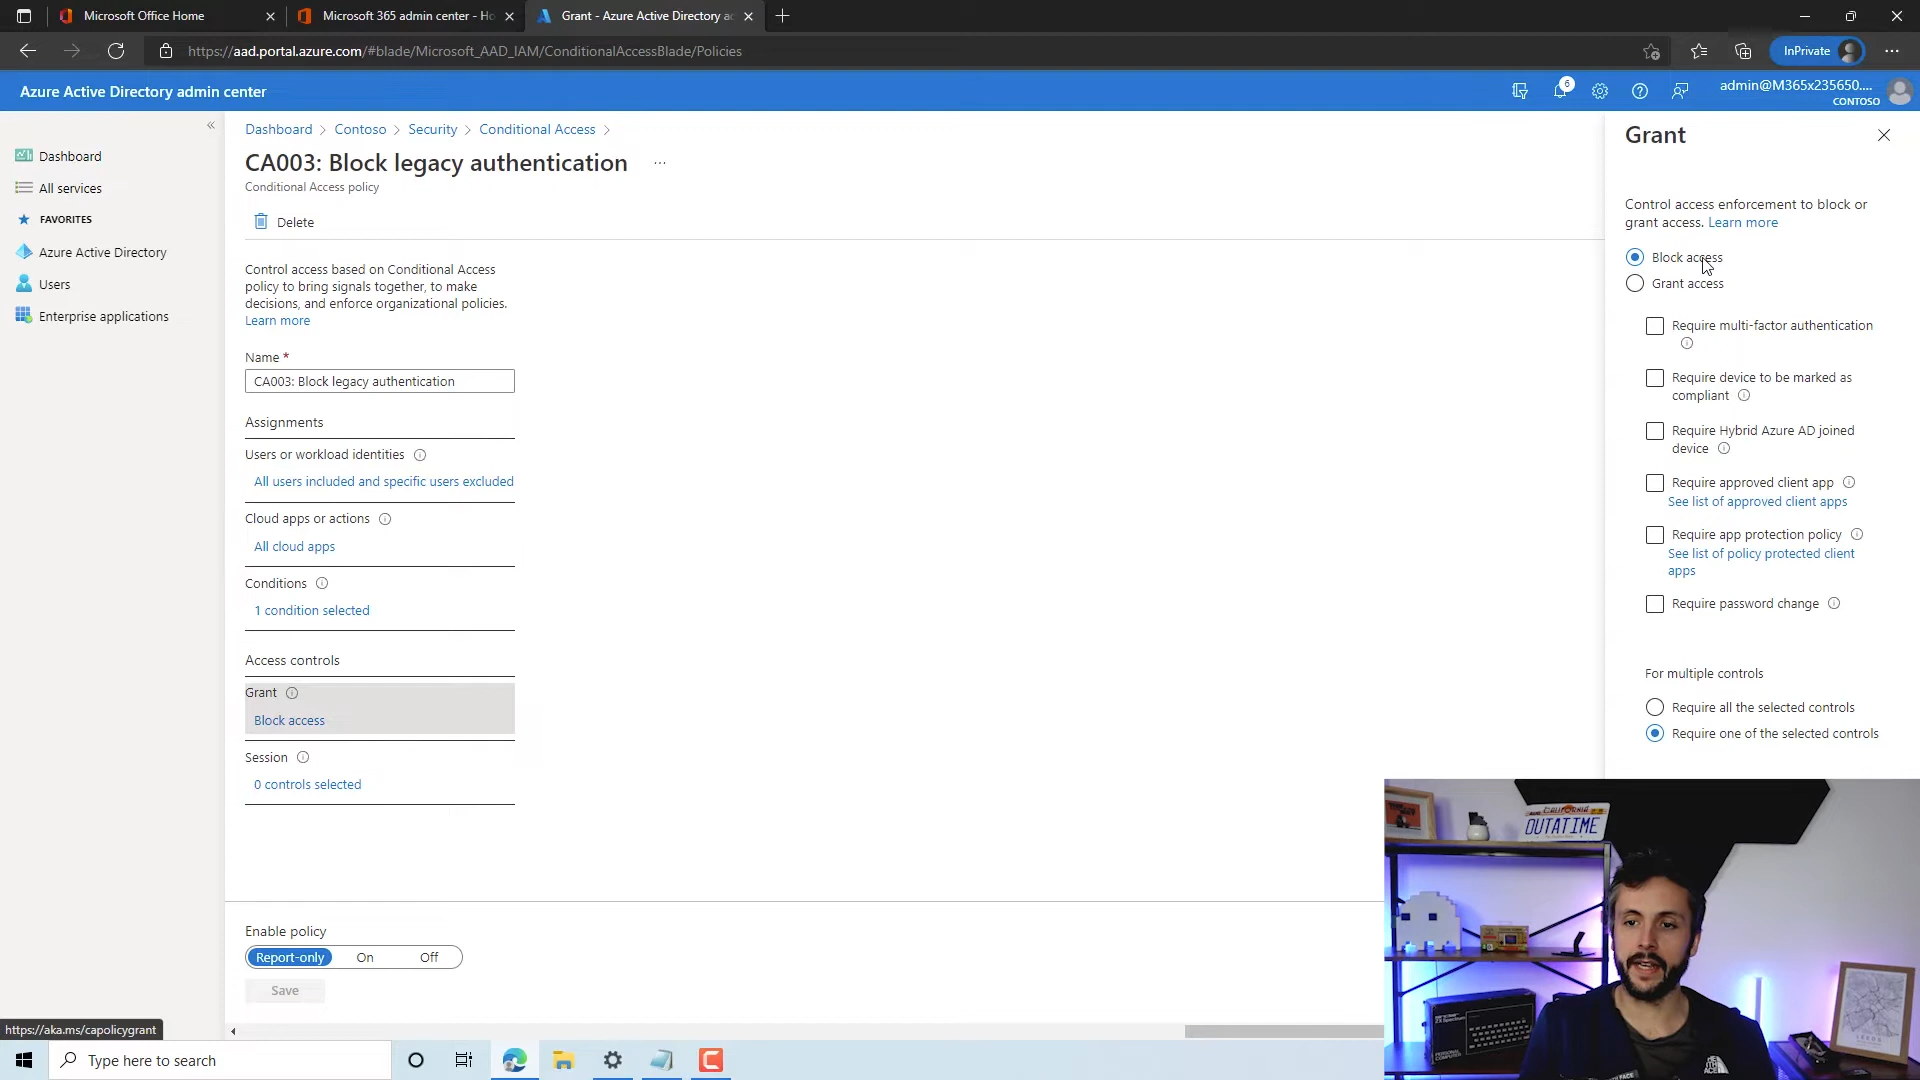 Microsoft Office Home
Microsoft 365 admin center - Ho
Grant - Azure Active Directory ac
https://aad.portal.azure.com/#blade/Microsoft_AAD_IAM/ConditionalAccessBlade/Policies
InPrivate
Azure Active Directory admin center
6
admin@M365x235650....
CONTOSO
Dashboard
All services
FAVORITES
Azure Active Directory
Users
Enterprise applications
Dashboard > Contoso > Security > Conditional Access >
CA003: Block legacy authentication ...
Conditional Access policy
Delete
Control access based on Conditional Access
policy to bring signals together, to make
decisions, and enforce organizational policies.
Learn more
Name *
CA003: Block legacy authentication
Assignments
Users or workload identities
All users included and specific users excluded
Cloud apps or actions
All cloud apps
Conditions
1 condition selected
Access controls
Grant
Block access
Session
0 controls selected
Enable policy
Report-only On Off
Save
Grant
Control access enforcement to block or
grant access. Learn more
Block access
Grant access
Require multi-factor authentication
Require device to be marked as
compliant
Require Hybrid Azure AD joined
device
Require approved client app
See list of approved client apps
Require app protection policy
See list of policy protected client
apps
Require password change
For multiple controls
Require all the selected controls
Require one of the selected controls
California
OUTATIME
https://aka.ms/capolicygrant
Type here to search